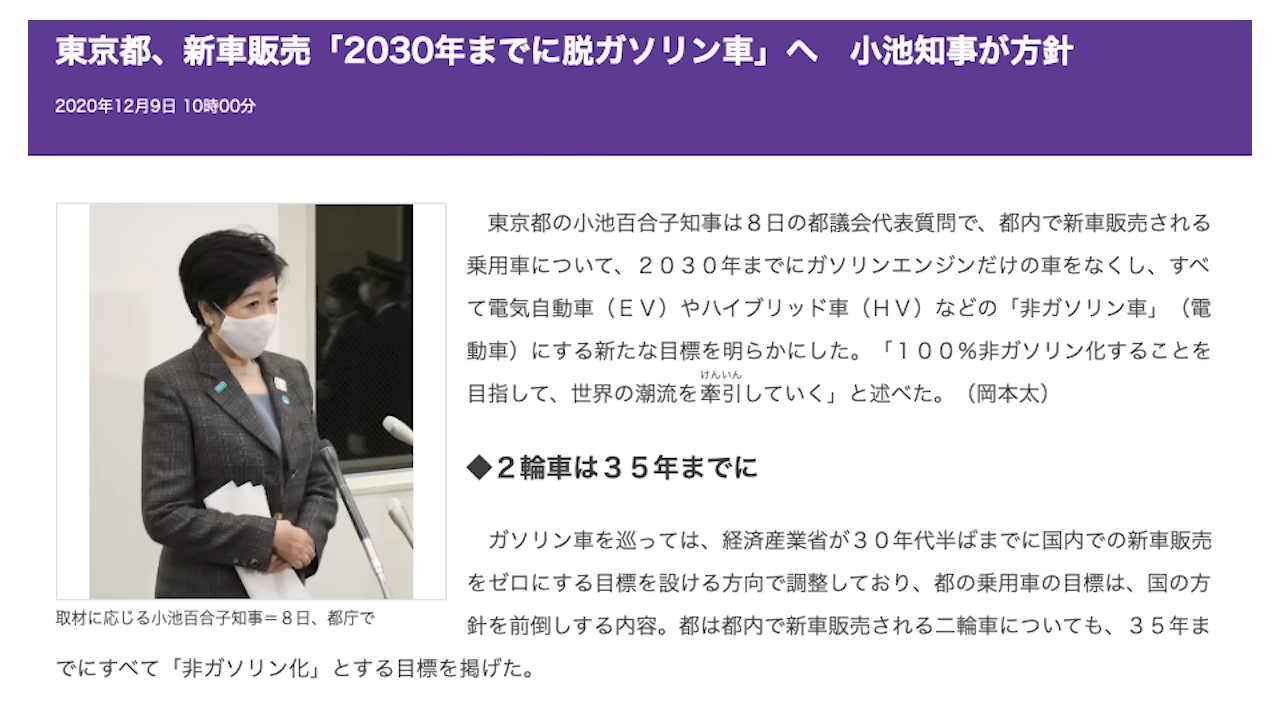 東京都、新車販売「2030年までに脱ガソリン車」へ　小池知事が方針
2020年12月9日 10時00分
　東京都の小池百合子知事は８日の都議会代表質問で、都内で新車販売される
乗用車について、２０３０年までにガソリンエンジンだけの車をなくし、すべ
て電気自動車（ＥＶ）やハイブリッド車（ＨＶ）などの「非ガソリン車」（電
動車）にする新たな目標を明らかにした。「１００％非ガソリン化することを
けんいん
目指して、世界の潮流を牽引していく」と述べた。（岡本太）
◆２輪車は３５年までに
　ガソリン車を巡っては、経済産業省が３０年代半ばまでに国内での新車販売
をゼロにする目標を設ける方向で調整しており、都の乗用車の目標は、国の方
針を前倒しする内容。都は都内で新車販売される二輪車についても、３５年ま
でにすべて「非ガソリン化」とする目標を掲げた。
取材に応じる小池百合子知事＝８日、都庁で